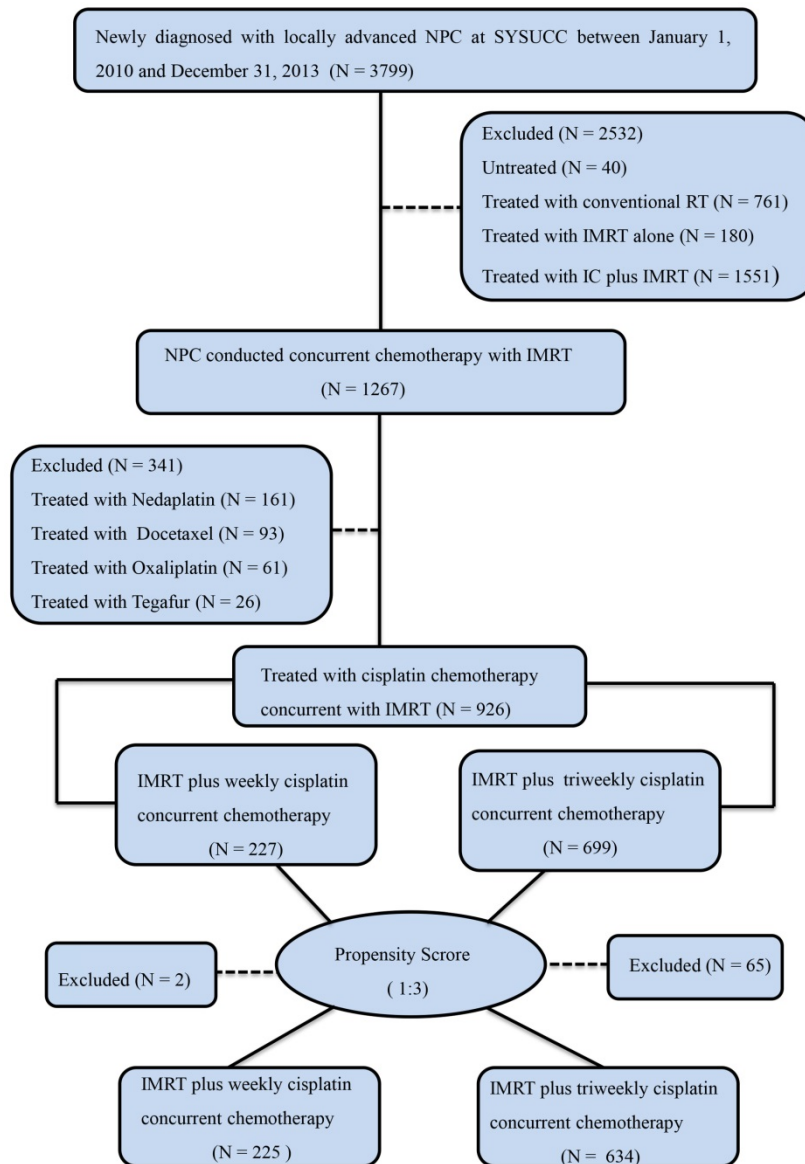 Newly diagnosed with locally advanced NPC at SYSUCC between January 1,
2010 and December 31, 2013 (N = 3799)
Excluded (N = 2532)
Untreated (N = 40)
Treated with conventional RT (N = 761)
Treated with IMRT alone (N = 180)
Treated with IC plus IMRT (N = 1551)
NPC conducted concurrent chemotherapy with IMRT
(N = 1267)
Excluded (N = 341)
Treated with Nedaplatin (N = 161)
Treated with Docetaxel (N = 93)
Treated with Oxaliplatin (N = 61)
Treated with Tegafur (N = 26)
Treated with cisplatin chemotherapy
concurrent with IMRT (N = 926)
IMRT plus weekly cisplatin
concurrent chemotherapy
(N = 227)
IMRT plus triweekly cisplatin
concurrent chemotherapy
(N = 699)
Propensity Scrore
( 1:3)
Excluded (N = 2)
Excluded (N = 65)
IMRT plus weekly cisplatin
concurrent chemotherapy
(N = 225 )
IMRT plus triweekly cisplatin
concurrent chemotherapy
(N = 634)